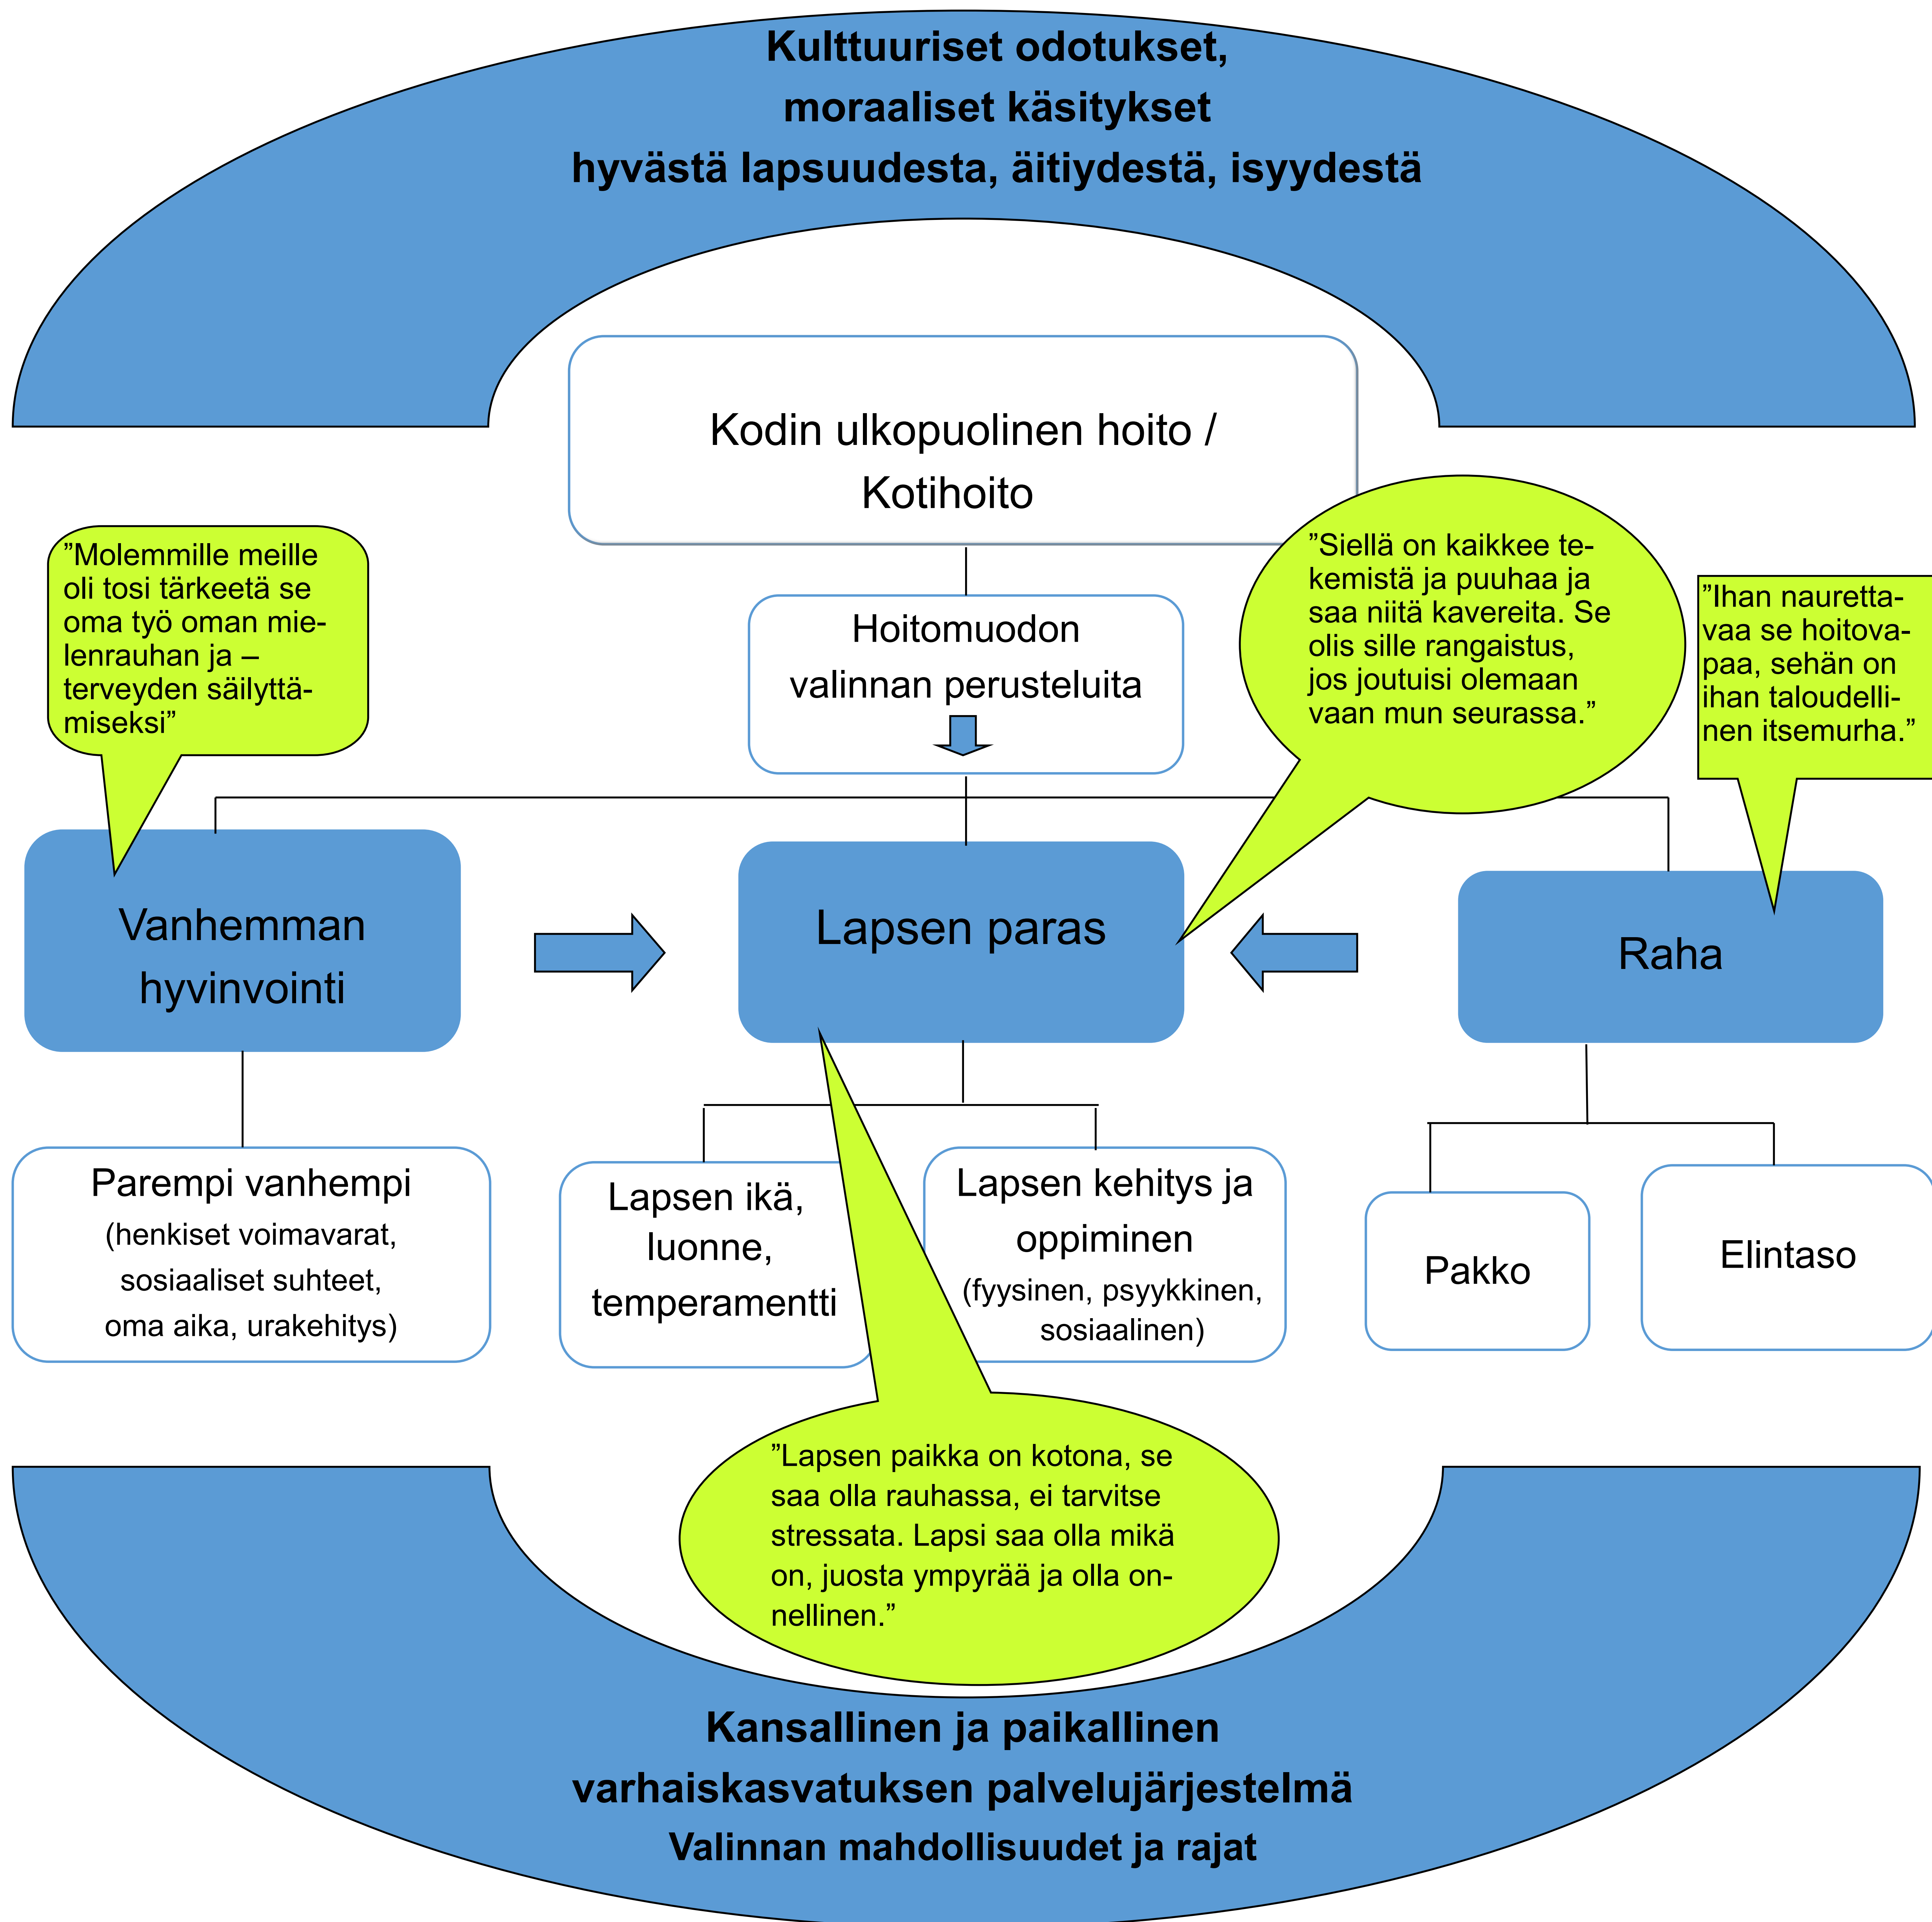 Kulttuuriset odotukset,
moraaliset käsitykset
hyvästä lapsuudesta, äitiydestä, isyydestä
Kodin ulkopuolinen hoito /
Kotihoito
”Molemmille meille
oli tosi tärkeetä se
oma työ oman mie-
lenrauhan ja –
terveyden säilyttä-
miseksi”
Hoitomuodon
valinnan perusteluita
”Siellä on kaikkee te-
kemistä ja puuhaa ja
saa niitä kavereita. Se
olis sille rangaistus,
jos joutuisi olemaan
vaan mun seurassa.”
”Ihan nauretta-
vaa se hoitova-
paa, sehän on
ihan taloudelli-
nen itsemurha.”
Vanhemman
hyvinvointi
Lapsen paras
Raha
Parempi vanhempi
(henkiset voimavarat,
sosiaaliset suhteet,
oma aika, urakehitys)
Lapsen ikä,
luonne,
temperamentti
Lapsen kehitys ja
oppiminen
(fyysinen, psyykkinen,
sosiaalinen)
Pakko
Elintaso
”Lapsen paikka on kotona, se
saa olla rauhassa, ei tarvitse
stressata. Lapsi saa olla mikä
on, juosta ympyrää ja olla on-
nellinen.”
Kansallinen ja paikallinen
varhaiskasvatuksen palvelujärjestelmä
Valinnan mahdollisuudet ja rajat